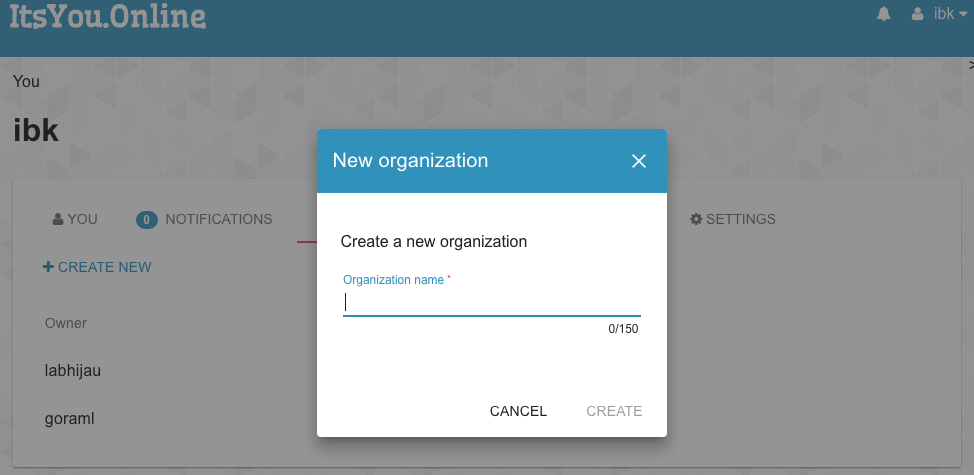 ItsYou.Online
ibk
You
ibk
New organization
YOU
0 NOTIFICATIONS
SETTINGS
Create a new organization
+ CREATE NEW
Organization name *
0/150
Owner
labhijau
goraml
CANCEL
CREATE